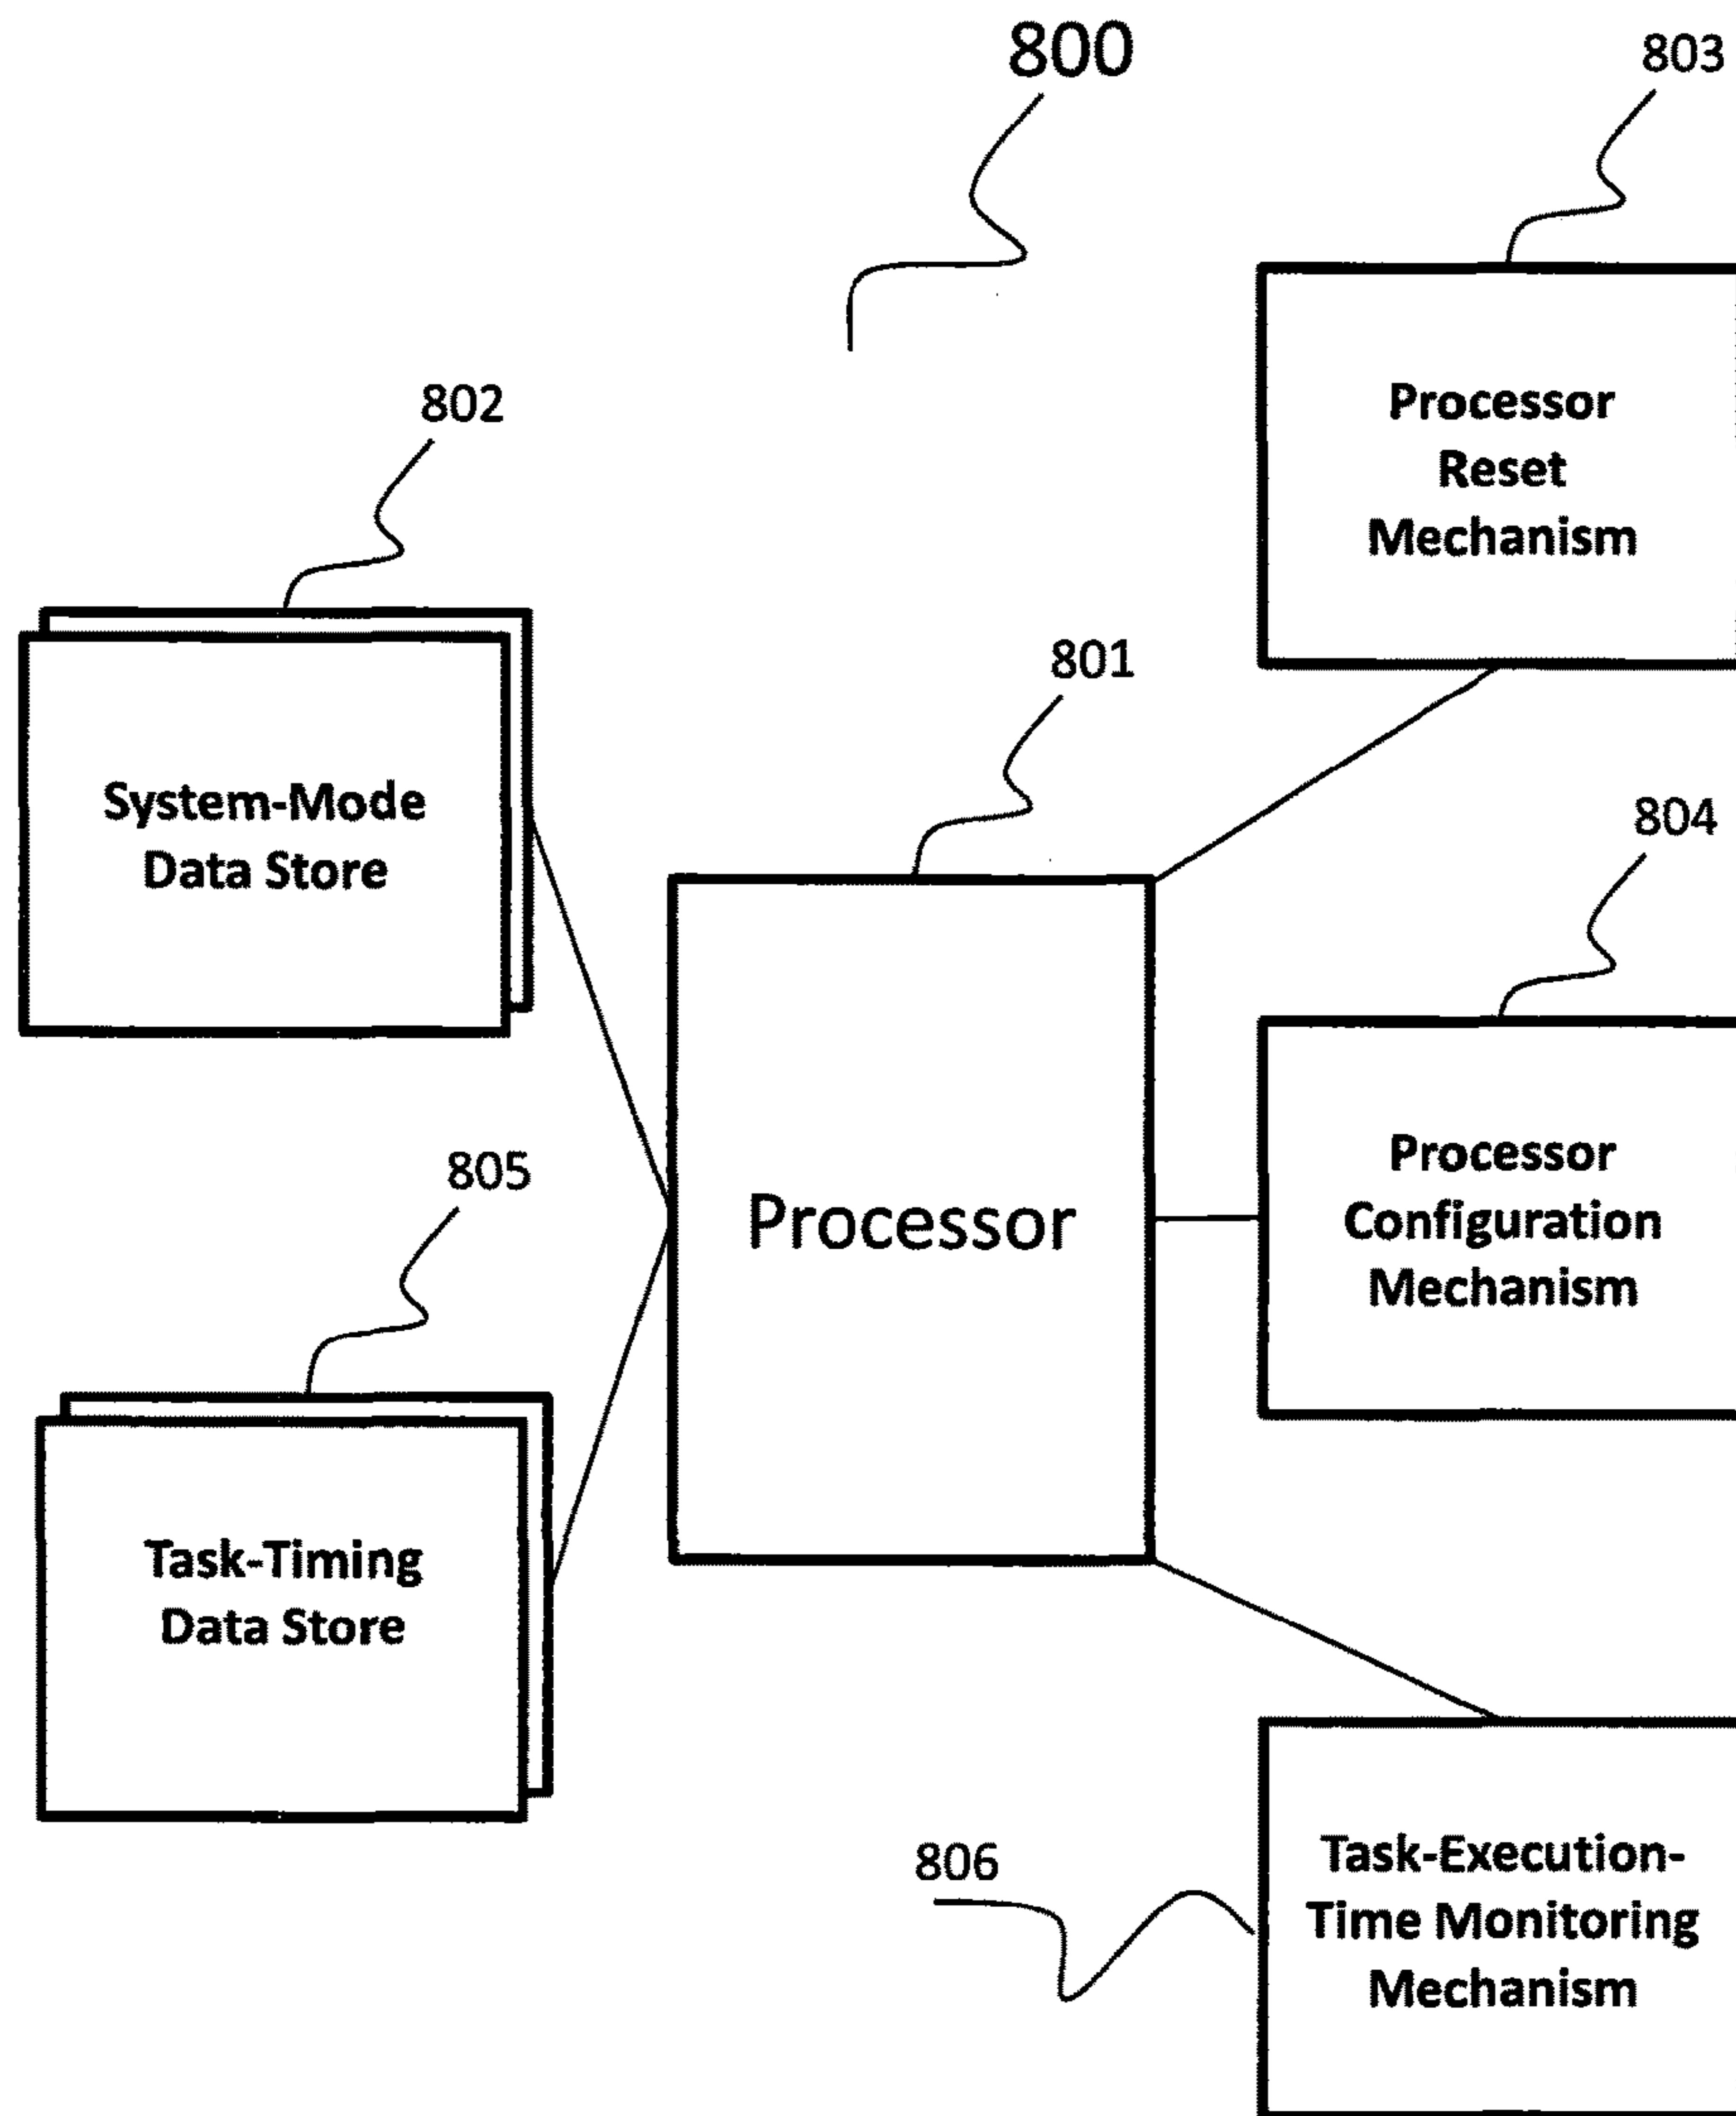 800
803
Processor
Reset
Mechanism
802
System-Mode
Data Store
801
Processor
804
Processor
Configuration
Mechanism
805
Task-Timing
Data Store
806
Task-Execution-
Time Monitoring
Mechanism